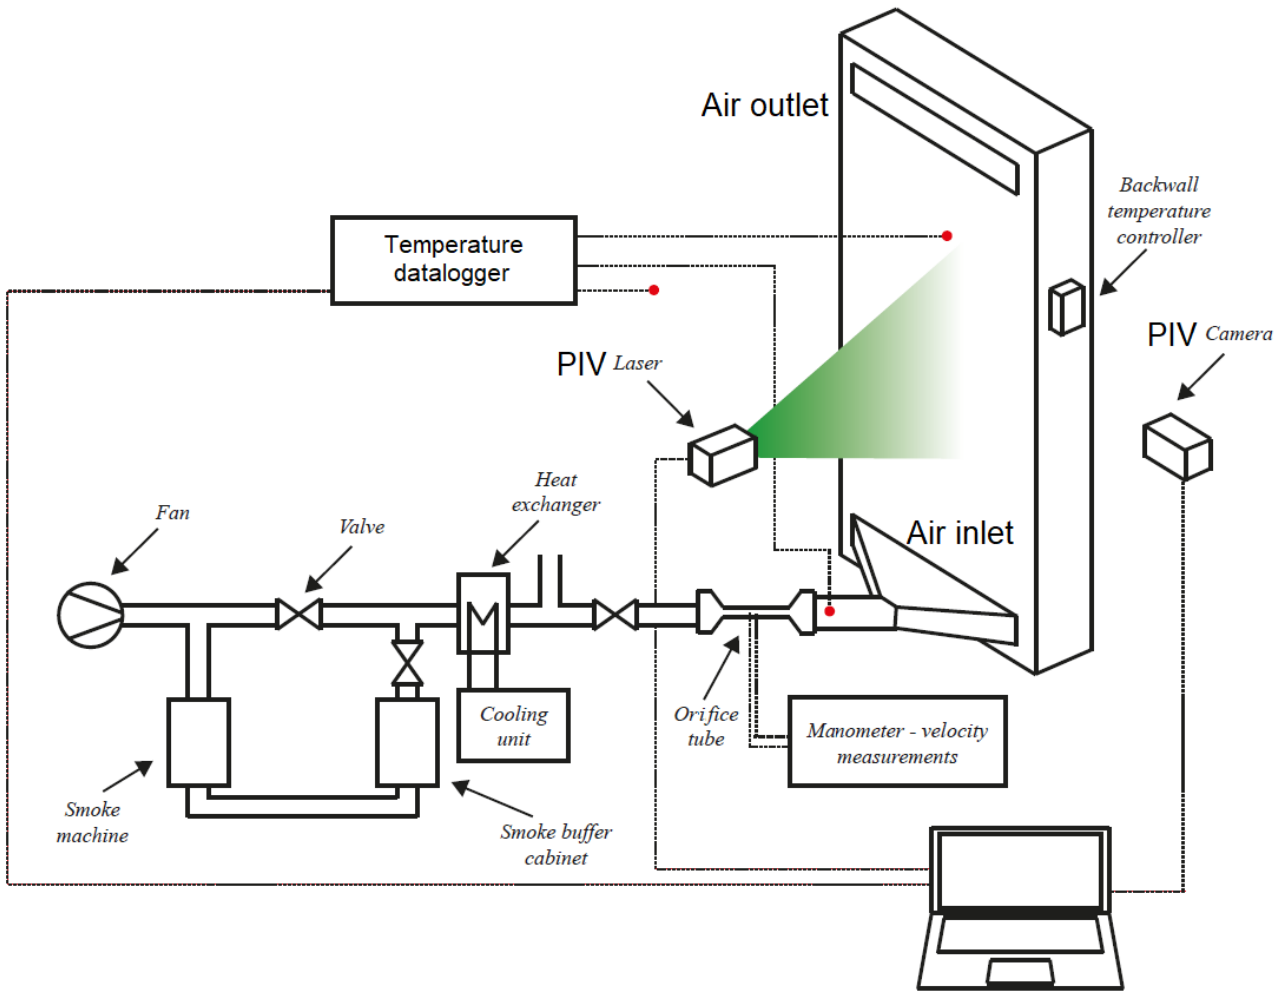 Air outlet
Backwall
temperature
controller
Temperature
datalogger
PIV Laser
PIV Camera
Heat
exchanger
Fan
Valve
Air inlet
Cooling
unit
Orifice
tube
Manometer - velocity
measurements
Smoke
machine
Smoke buffer
cabinet